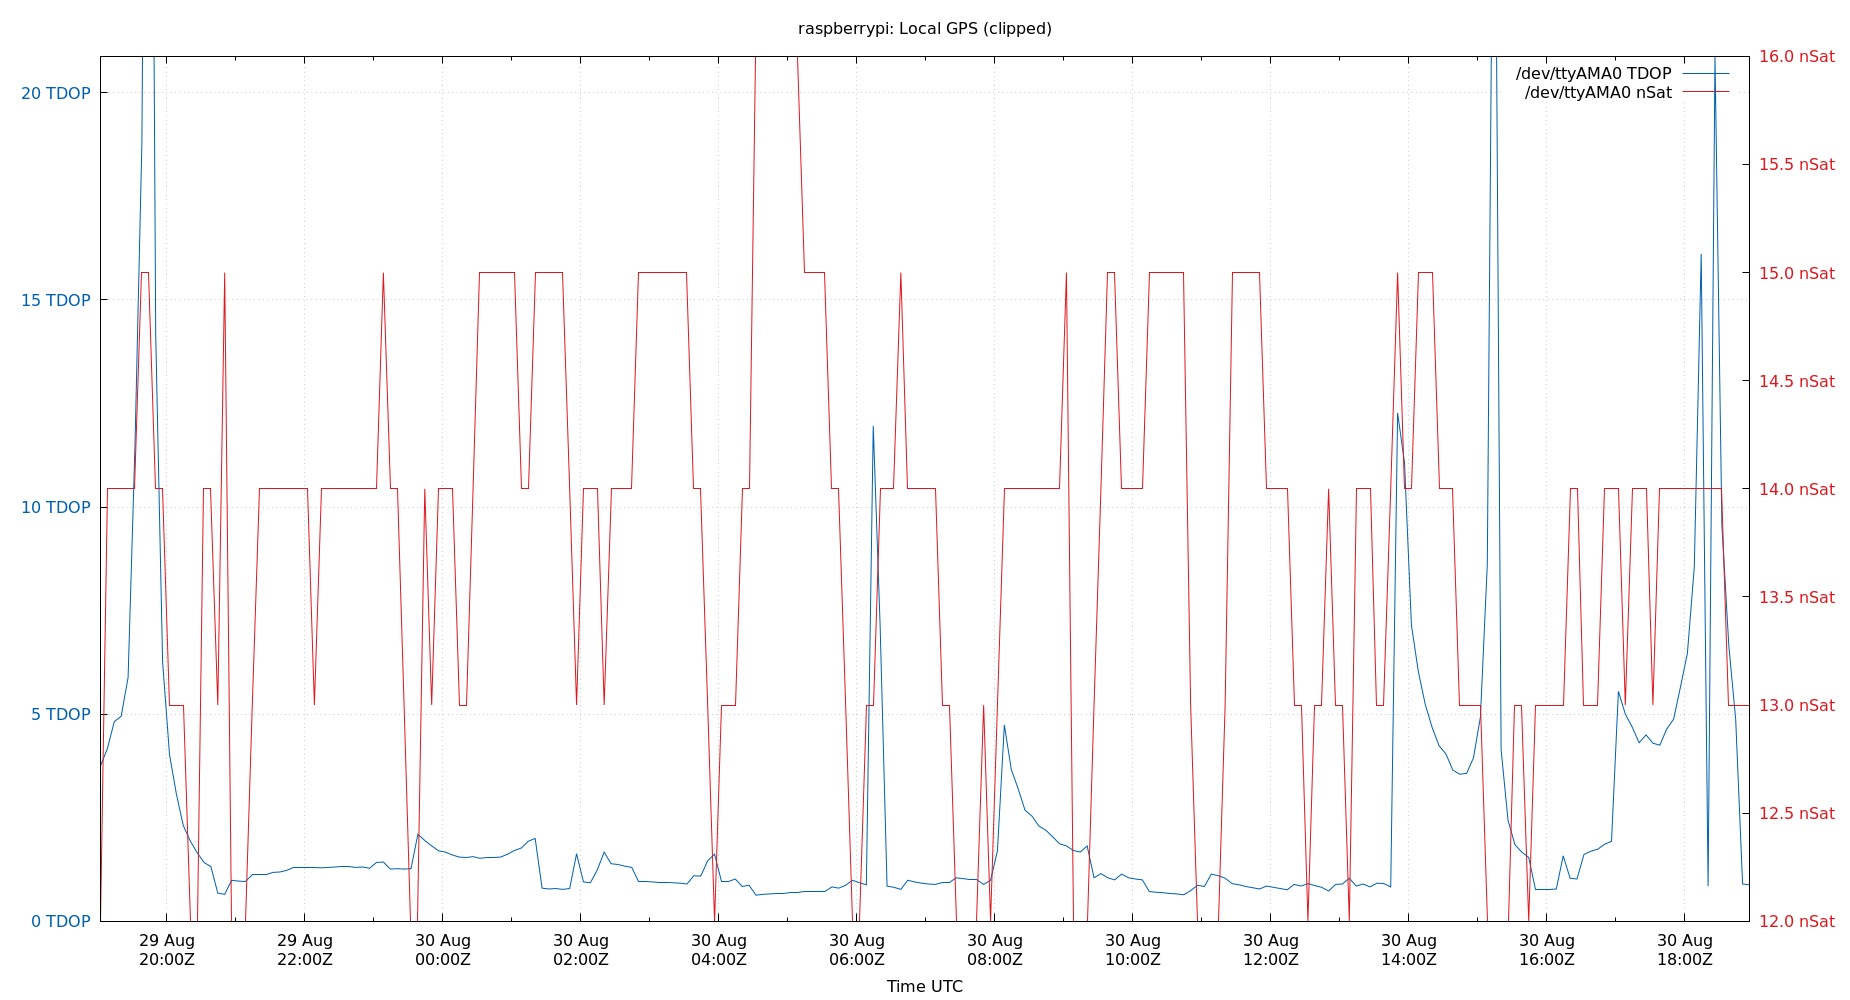 raspberrypi: Local GPS (clipped)
/dev/ttyAMA0 TDOP
/dev/ttyAMA0 nSat
20 TDOP
15 TDOP
10 TDOP
5 TDOP
0 TDOP
16.0 nSat
15.5 nSat
15.0 nSat
14.5 nSat
14.0 nSat
13.5 nSat
13.0 nSat
12.5 nSat
12.0 nSat
29 Aug 29 Aug 30 Aug 30 Aug 30 Aug 30 Aug 30 Aug 30 Aug 30 Aug 30 Aug 30 Aug 30 Aug
20:00Z 22:00Z 00:00Z 02:00Z 04:00Z 06:00Z 08:00Z 10:00Z 12:00Z 14:00Z 16:00Z 18:00Z
Time UTC